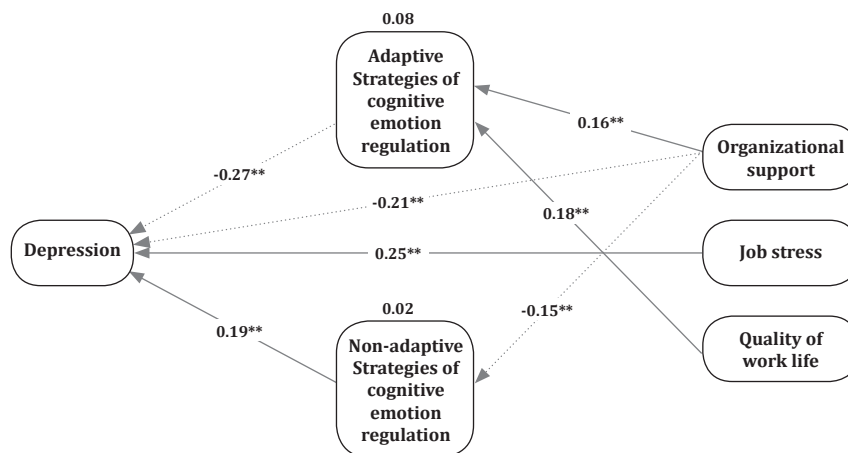 0.08
Adaptive
Strategies of
cognitive
emotion
regulation
0.16**
Organizational
support
-0.27**
-0.21**
0.18**
Depression
0.25**
Job stress
0.02
-0.15**
0.19**
Non-adaptive
Strategies of
cognitive
emotion
regulation
Quality of
work life